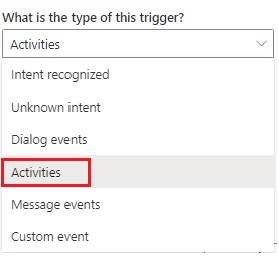 What is the type of this trigger?
Activities
Intent recognized
Unknown intent
Dialog events
Activities
Message events
Custom event